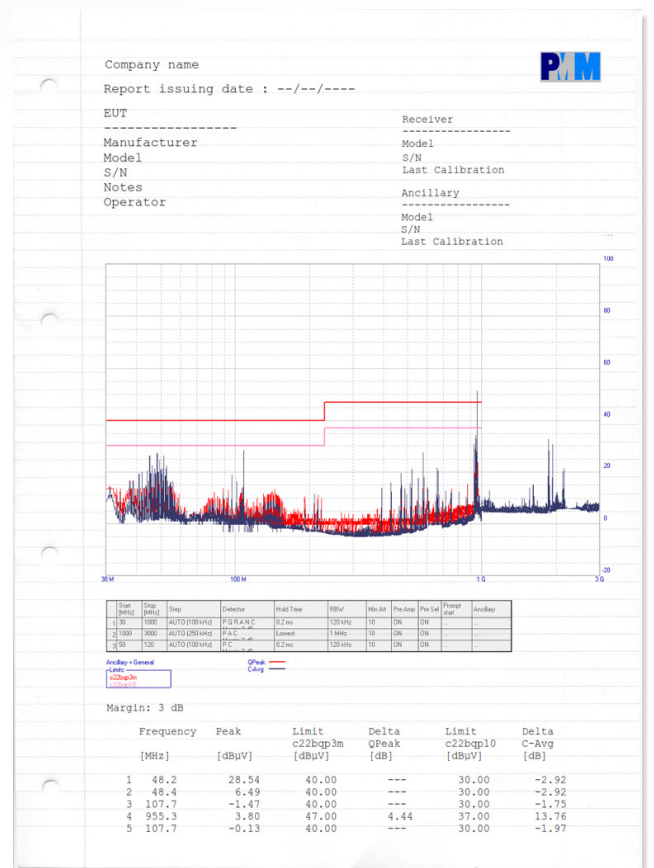 Company name
PMM
Report issuing date : --/--/----
EUT
-----------------
Manufacturer
Model
S/N
Notes
Operator
Receiver
-----------------
Model
S/N
Last Calibration
Ancillary
-----------------
Model
S/N
Last Calibration
100
80
60
40
20
0
-20
30 M 100 M 1 G 3 G
Start [MHz] Stop [MHz] Step Detector Hold Time RBW Min Att Pre Amp Pre Sel Prompt start Ancillary
1 30 1000 AUTO (100 kHz) P Q R A N C 0.2 ms 120 kHz 10 ON ON ... ...
2 1000 3000 AUTO (250 kHz) P A C Lowest 1 MHz 10 ON ON ... ...
3 50 120 AUTO (100 kHz) P C 0.2 ms 120 kHz 10 ON ON ... ...
Ancillary = General
Limits:
c22bqp3m
c22bqp10
QPeak
C-Avg
Margin: 3 dB
Frequency Peak Limit Delta Limit Delta
c22bqp3m QPeak c22bqp10 C-Avg
[MHz] [dBµV] [dBµV] [dB] [dBµV] [dB]
1 48.2 28.54 40.00 --- 30.00 -2.92
2 48.4 6.49 40.00 --- 30.00 -2.92
3 107.7 -1.47 40.00 --- 30.00 -1.75
4 955.3 3.80 47.00 4.44 37.00 13.76
5 107.7 -0.13 40.00 --- 30.00 -1.97